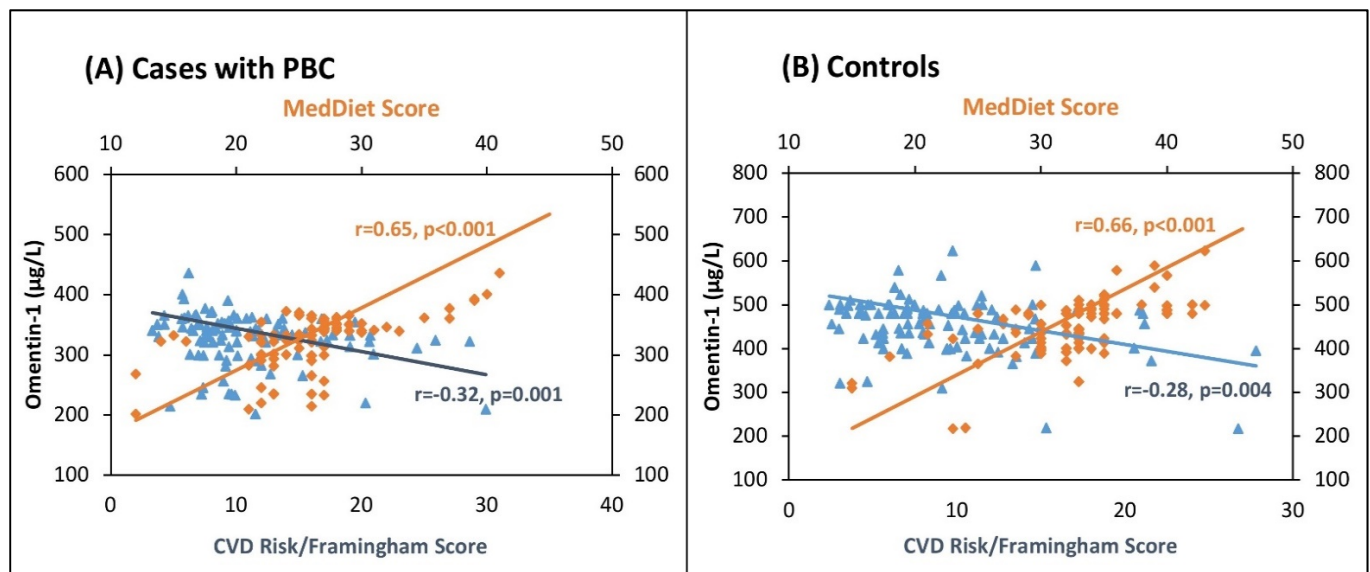 (A) Cases with PBC
MedDiet Score
10 20 30 40 50
600 600
500 500
400 400
300 300
200 200
100 100
0 10 20 30 40
Omentin-1 (μg/L)
r=0.65, p<0.001
r=-0.32, p=0.001
CVD Risk/Framingham Score
(B) Controls
MedDiet Score
10 20 30 40 50
800 800
700 700
600 600
500 500
400 400
300 300
200 200
100 100
0 10 20 30
Omentin-1 (μg/L)
r=0.66, p<0.001
r=-0.28, p=0.004
CVD Risk/Framingham Score